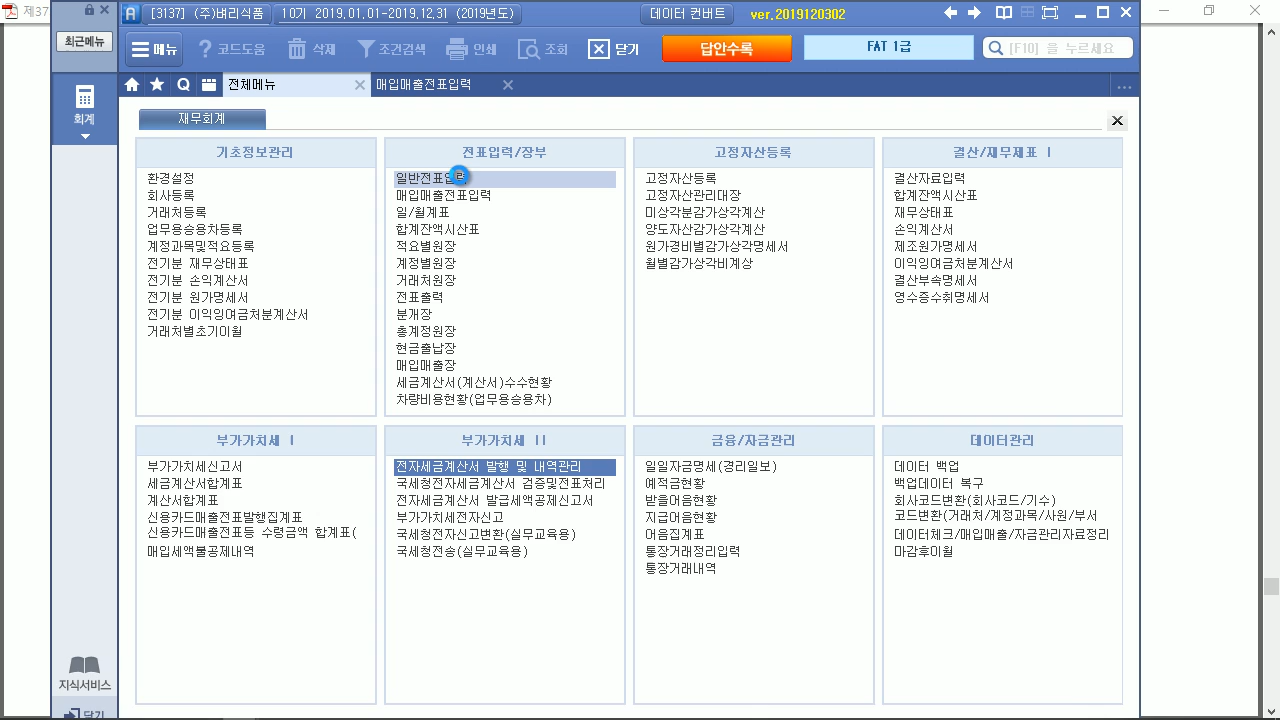 제37
최근메뉴
[3137] (주)벼리식품
[07] 2019.01.01~2019.12.31 (2019년도)
데이터 컨버트
ver.2019120302
메뉴
코드도움
삭제
조건검색
인쇄
조회
닫기
답안수록
FAT 1급
[F10] 을 누르세요
전체메뉴
매입매출전표입력
회계
재무회계
기초정보관리
환경설정
회사등록
거래처등록
업무용승용차등록
계정과목및적요등록
전기분 재무상태표
전기분 손익계산서
전기분 원가명세서
전기분 이익잉여금처분계산서
거래처별초기이월
전표입력/장부
일반전표입력
매입매출전표입력
일/월계표
합계잔액시산표
적요별원장
계정별원장
거래처원장
전표출력
분개장
총계정원장
현금출납장
매입매출장
세금계산서(계산서)수수현황
차량비용현황(업무용승용차)
고정자산등록
고정자산등록
고정자산관리대장
미상각분감가상각계산
양도자산감가상각계산
원가경비별감가상각명세서
월별감가상각비계상
결산/재무제표 I
결산자료입력
합계잔액시산표
재무상태표
손익계산서
제조원가명세서
이익잉여금처분계산서
결산부속명세서
영수증수취명세서
부가가치세 I
부가가치세신고서
세금계산서합계표
계산서합계표
신용카드매출전표발행집계표
신용카드매출전표등 수령금액 합계표(
매입세액불공제내역
부가가치세 II
전자세금계산서 발행 및 내역관리
국세청전자세금계산서 검증및전표처리
전자세금계산서 발급세액공제신고서
부가가치세전자신고
국세청전자신고변환(실무교육용)
국세청전송(실무교육용)
금융/자금관리
일일자금명세(경리일보)
예적금현황
받을어음현황
지급어음현황
어음집계표
통장거래정리입력
통장거래내역
데이터관리
데이터 백업
백업데이터 복구
회사코드변환(회사코드/기수)
코드변환(거래처/계정과목/사원/부서
데이터체크/매입매출/자금관리자료정리
마감후이월
지식서비스
닫기